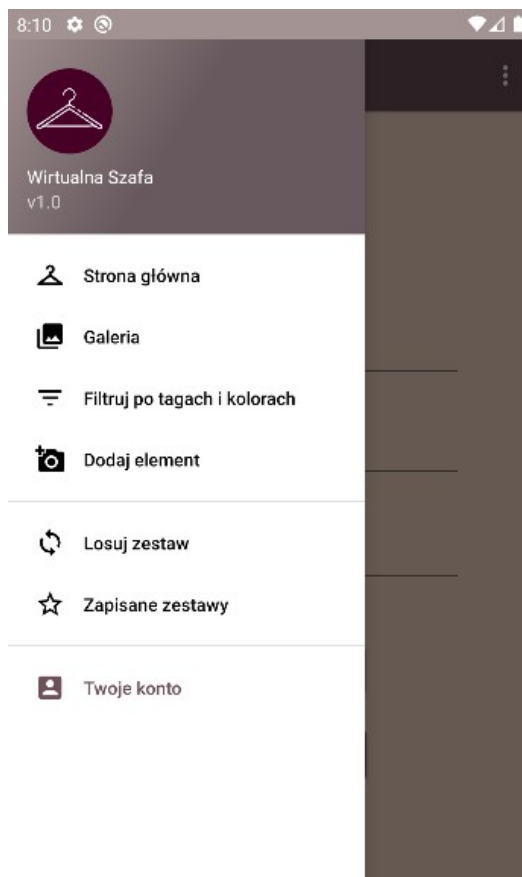 8:10
Wirtualna Szafa
v1.0
Strona główna
Galeria
Filtruj po tagach i kolorach
Dodaj element
Losuj zestaw
Zapisane zestawy
Twoje konto